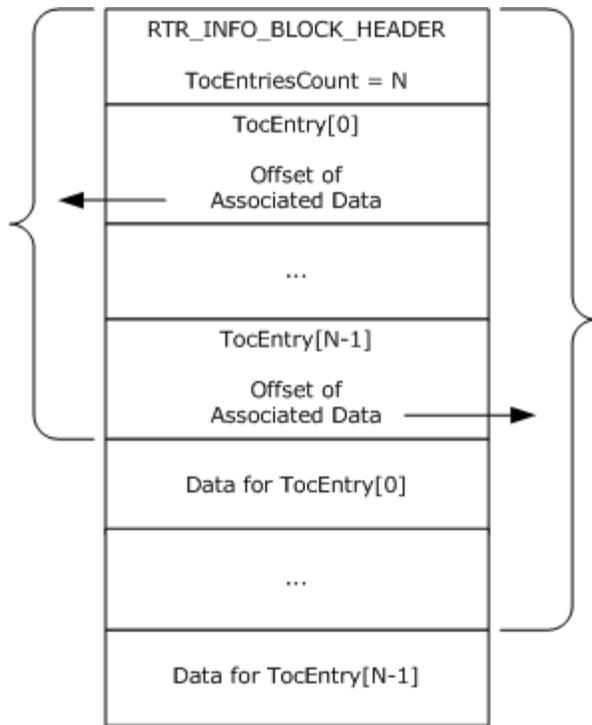 RTR_INFO_BLOCK_HEADER
TocEntriesCount = N
TocEntry[0]
Offset of
Associated Data
...
TocEntry[N-1]
Offset of
Associated Data
Data for TocEntry[0]
...
Data for TocEntry[N-1]